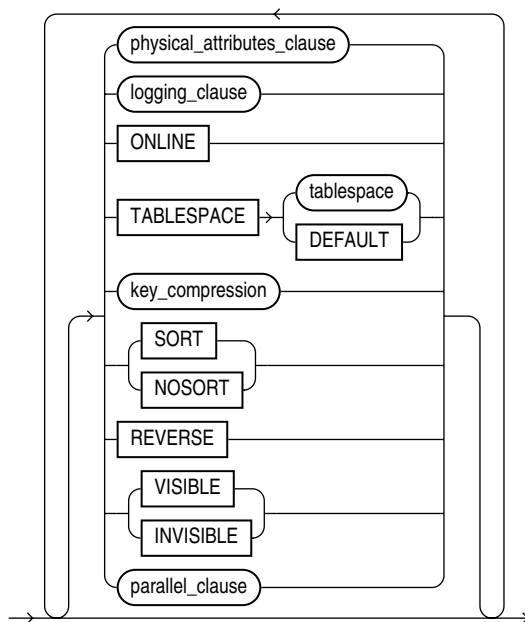 physical_attributes_clause
logging_clause
ONLINE
tablespace
TABLESPACE
DEFAULT
key_compression
SORT
NOSORT
REVERSE
VISIBLE
INVISIBLE
parallel_clause